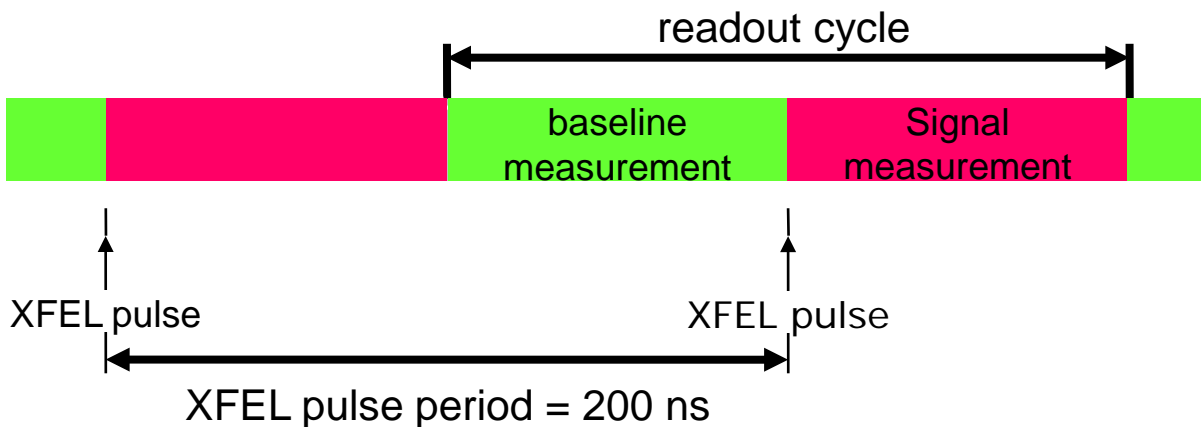 readout cycle
baseline
measurement
Signal
measurement
XFEL pulse
XFEL pulse
XFEL pulse period = 200 ns